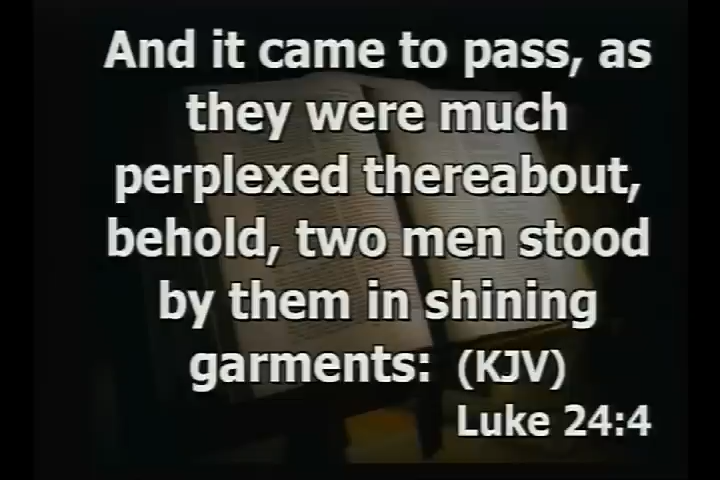 And it came to pass, as
they were much
perplexed thereabout,
behold, two men stood
by them in shining
garments: (KJV)
Luke 24:4